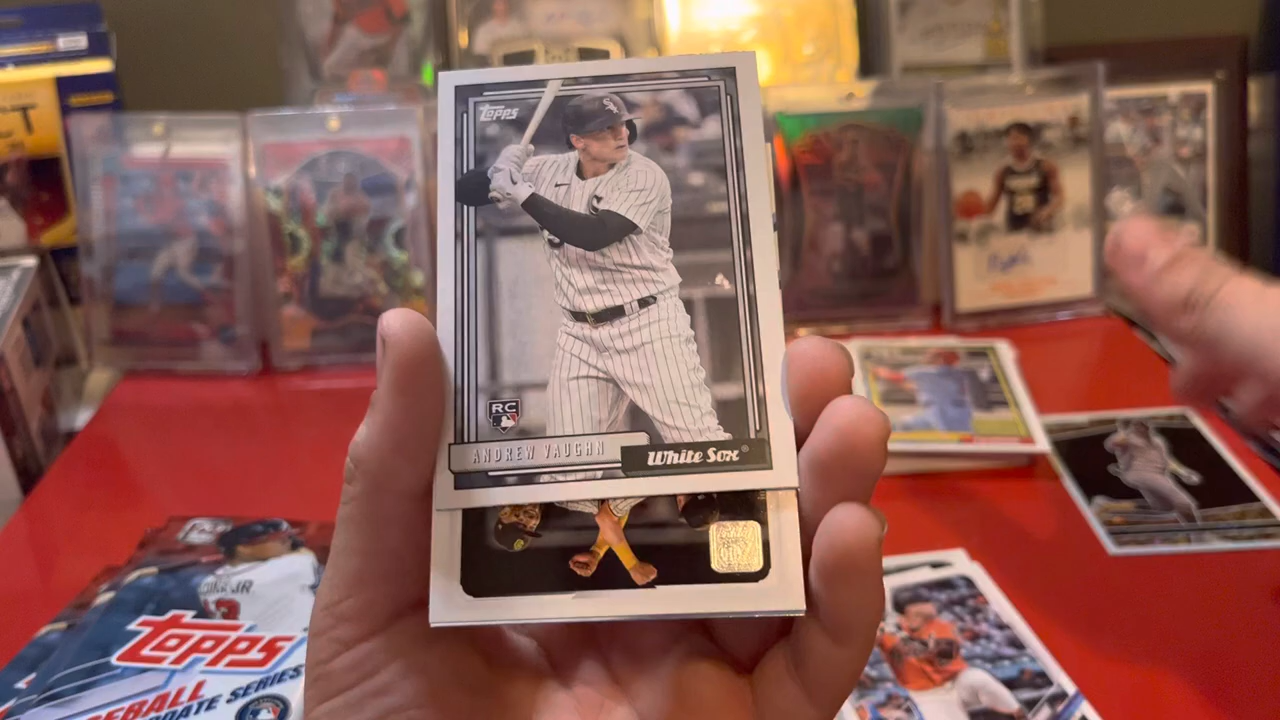 Topps
RC
ANDREW VAUGHN
White Sox
Topps
BASEBALL
UPDATE SERIES